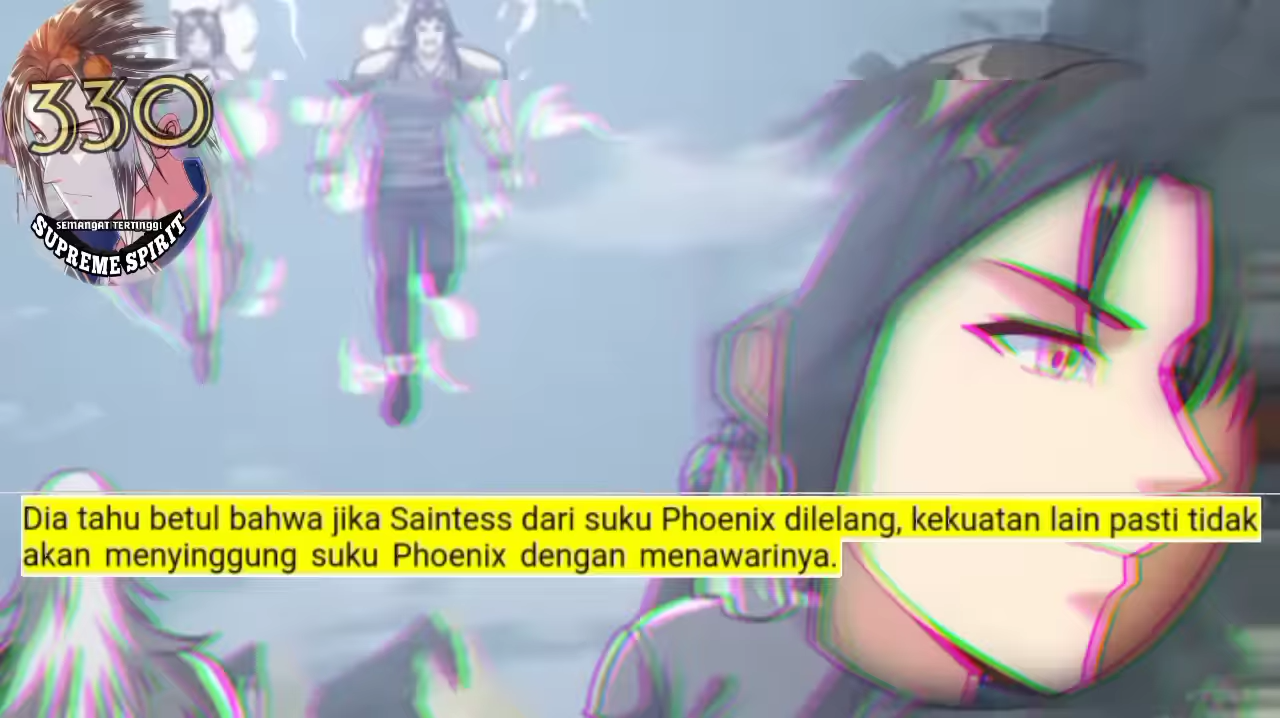 330
SEMANGAT TERTINGGI
SUPREME SPIRIT
Dia tahu betul bahwa jika Saintess dari suku Phoenix dilelang, kekuatan lain pasti tidak
akan menyinggung suku Phoenix dengan menawarinya.